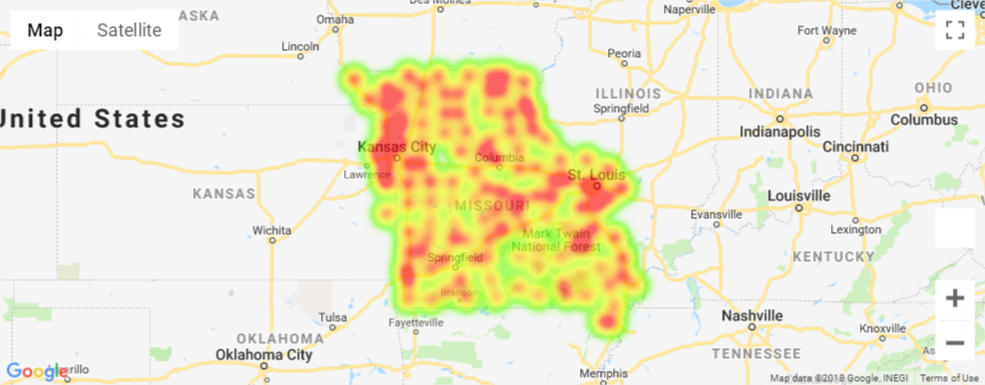 Des Moines
Naperville
Cleve
ASKA
Omaha
Map
Satellite
Fort Wayne
Lincoln
Peoria
ILLINOIS
INDIANA
OHIO
Springfield
United States
Columbus
Indianapolis
Kansas City
Cincinnati
Columbia
Lawrence
St. Louis
KANSAS
Louisville
MISSOURI
Evansville
Wichita
Lexington
Mark Twain
National Forest
Springfield
KENTUCKY
Branson
Nashville
Tulsa
Fayetteville
Knoxville
OKLAHOMA
Oklahoma City
TENNESSEE
As
Google
arillo
Memphis
Map data ©2018 Google, INEGI
Terms of Use